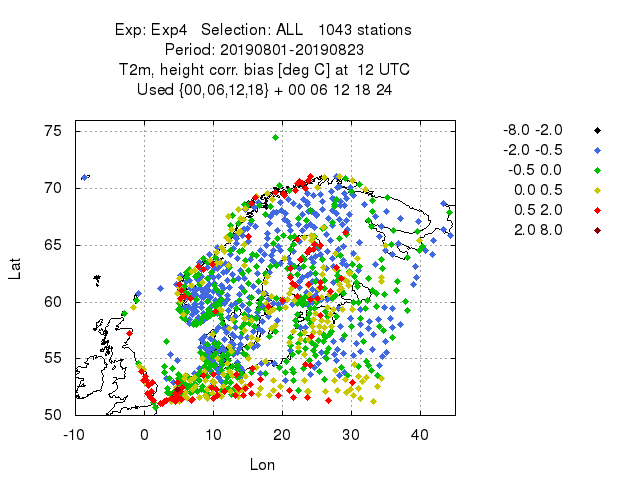 Exp: Exp4 Selection: ALL 1043 stations
Period: 20190801-20190823
T2m, height corr. bias [deg C] at 12 UTC
Used {00,06,12,18} + 00 06 12 18 24
-8.0 -2.0
-2.0 -0.5
-0.5 0.0
0.0 0.5
0.5 2.0
2.0 8.0
75
70
65
60
55
50
Lat
-10 0 10 20 30 40
Lon